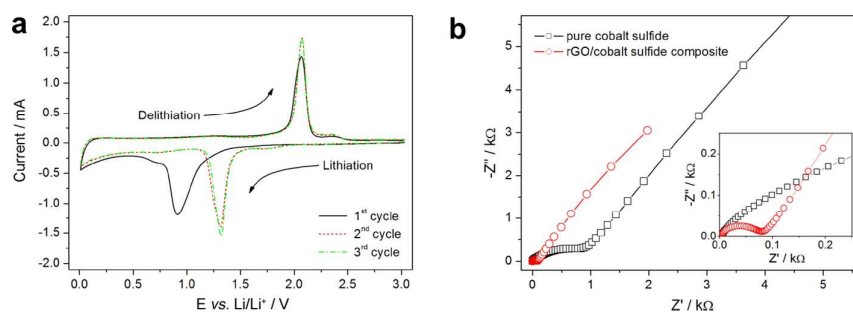 a
2.0
1.5
1.0
0.5
0.0
-0.5
-1.0
-1.5
-2.0
Current / mA
Delithiation
Lithiation
1st cycle
2nd cycle
3rd cycle
0.0 0.5 1.0 1.5 2.0 2.5 3.0
E vs. Li/Li⁺ / V
b
pure cobalt sulfide
rGO/cobalt sulfide composite
5
4
3
2
1
0
-Z'' / kΩ
0.2
0.1
0.0
-Z'' / kΩ
0.0 0.1 0.2
Z' / kΩ
0 1 2 3 4 5
Z' / kΩ